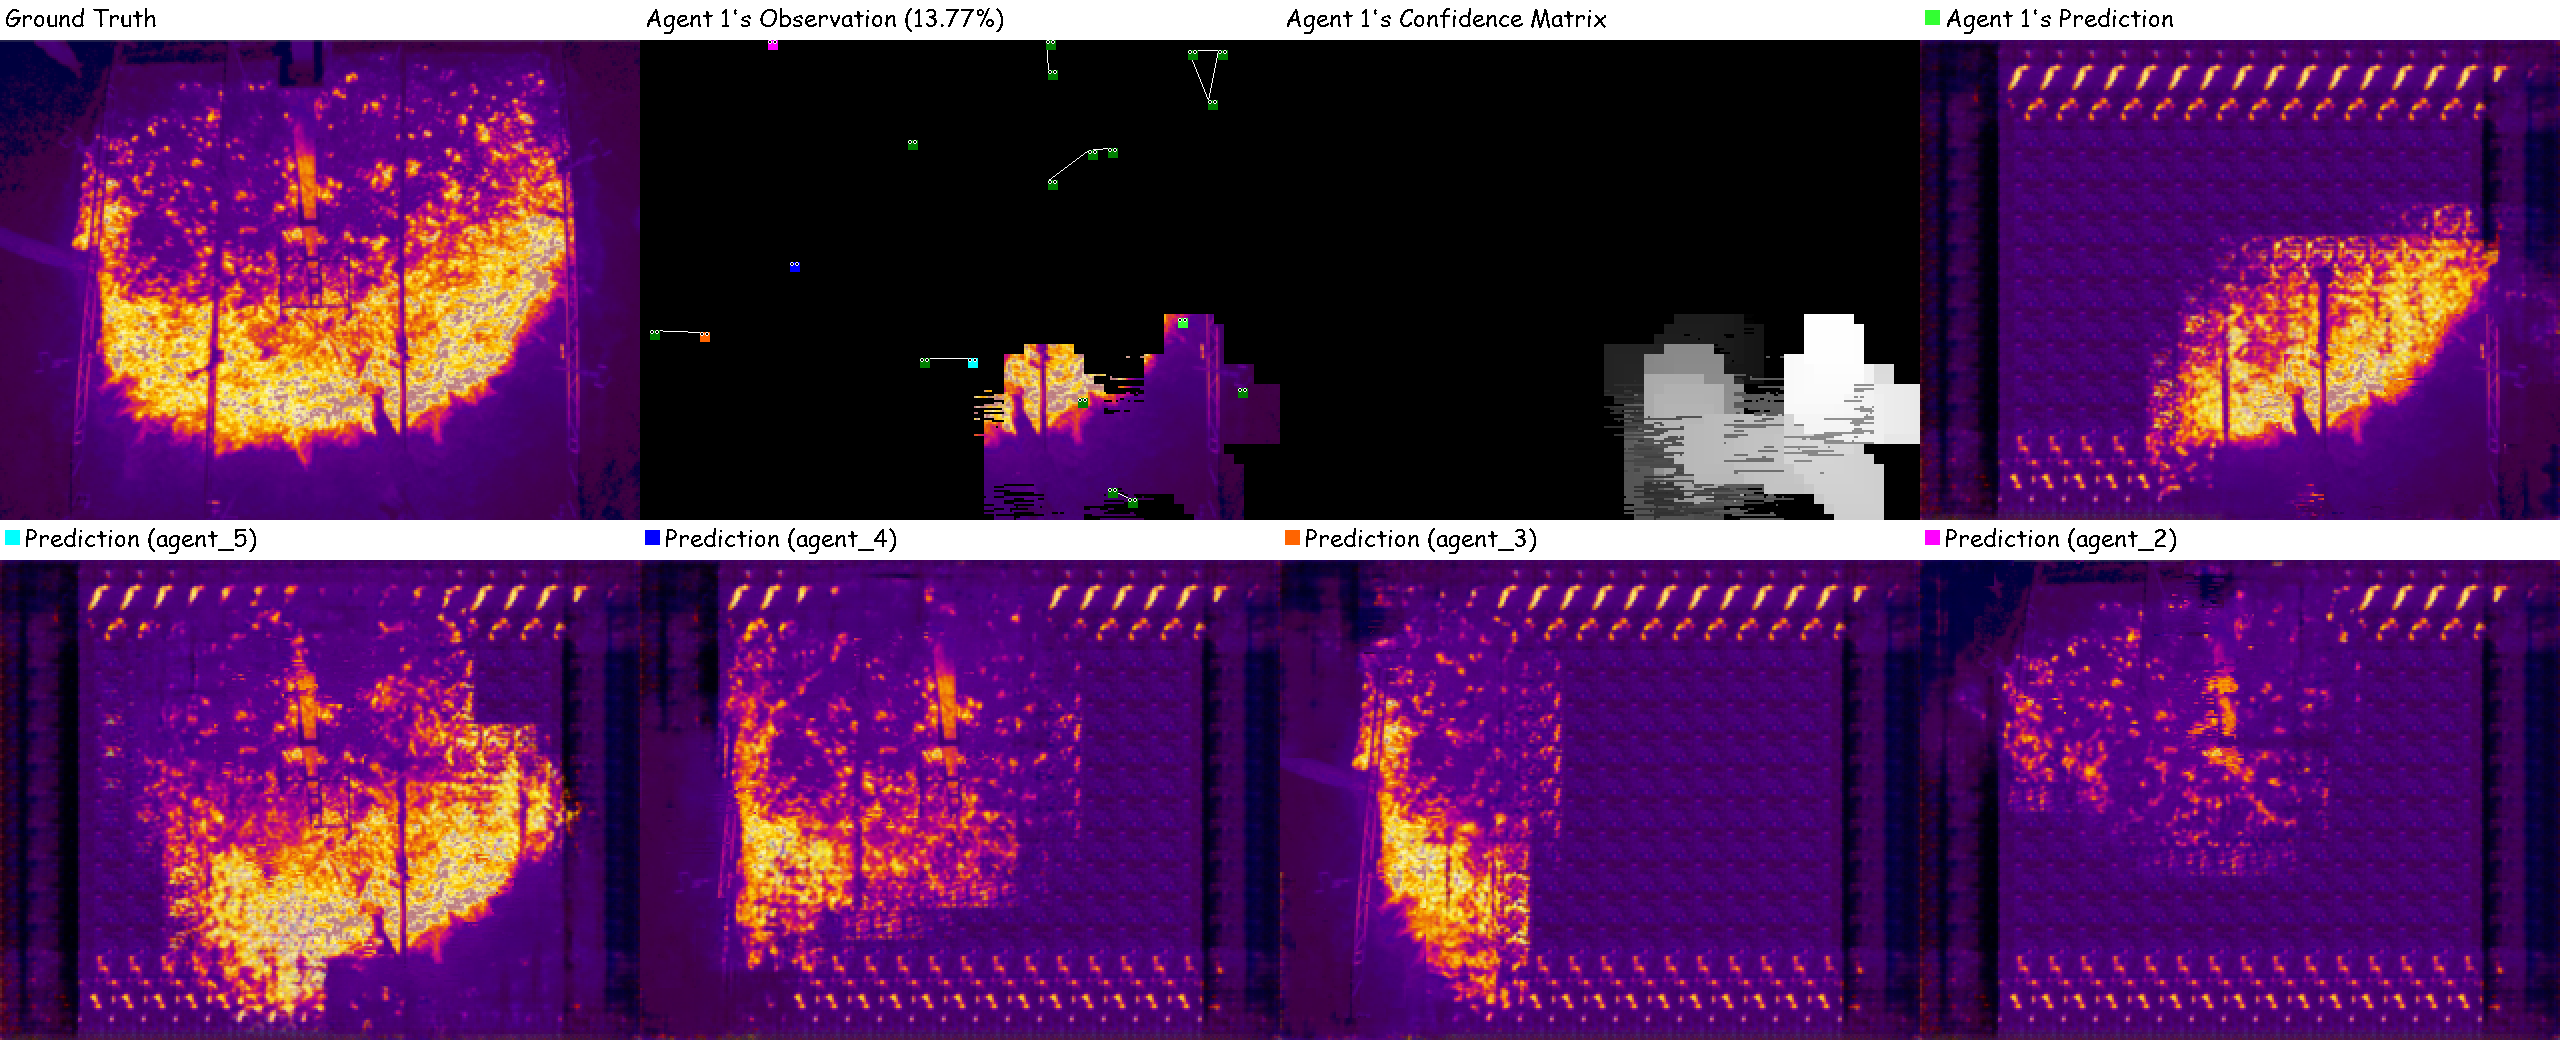 Ground Truth
Agent 1's Observation (13.77%)
Agent 1's Confidence Matrix
Agent 1's Prediction
Prediction (agent_5)
Prediction (agent_4)
Prediction (agent_3)
Prediction (agent_2)